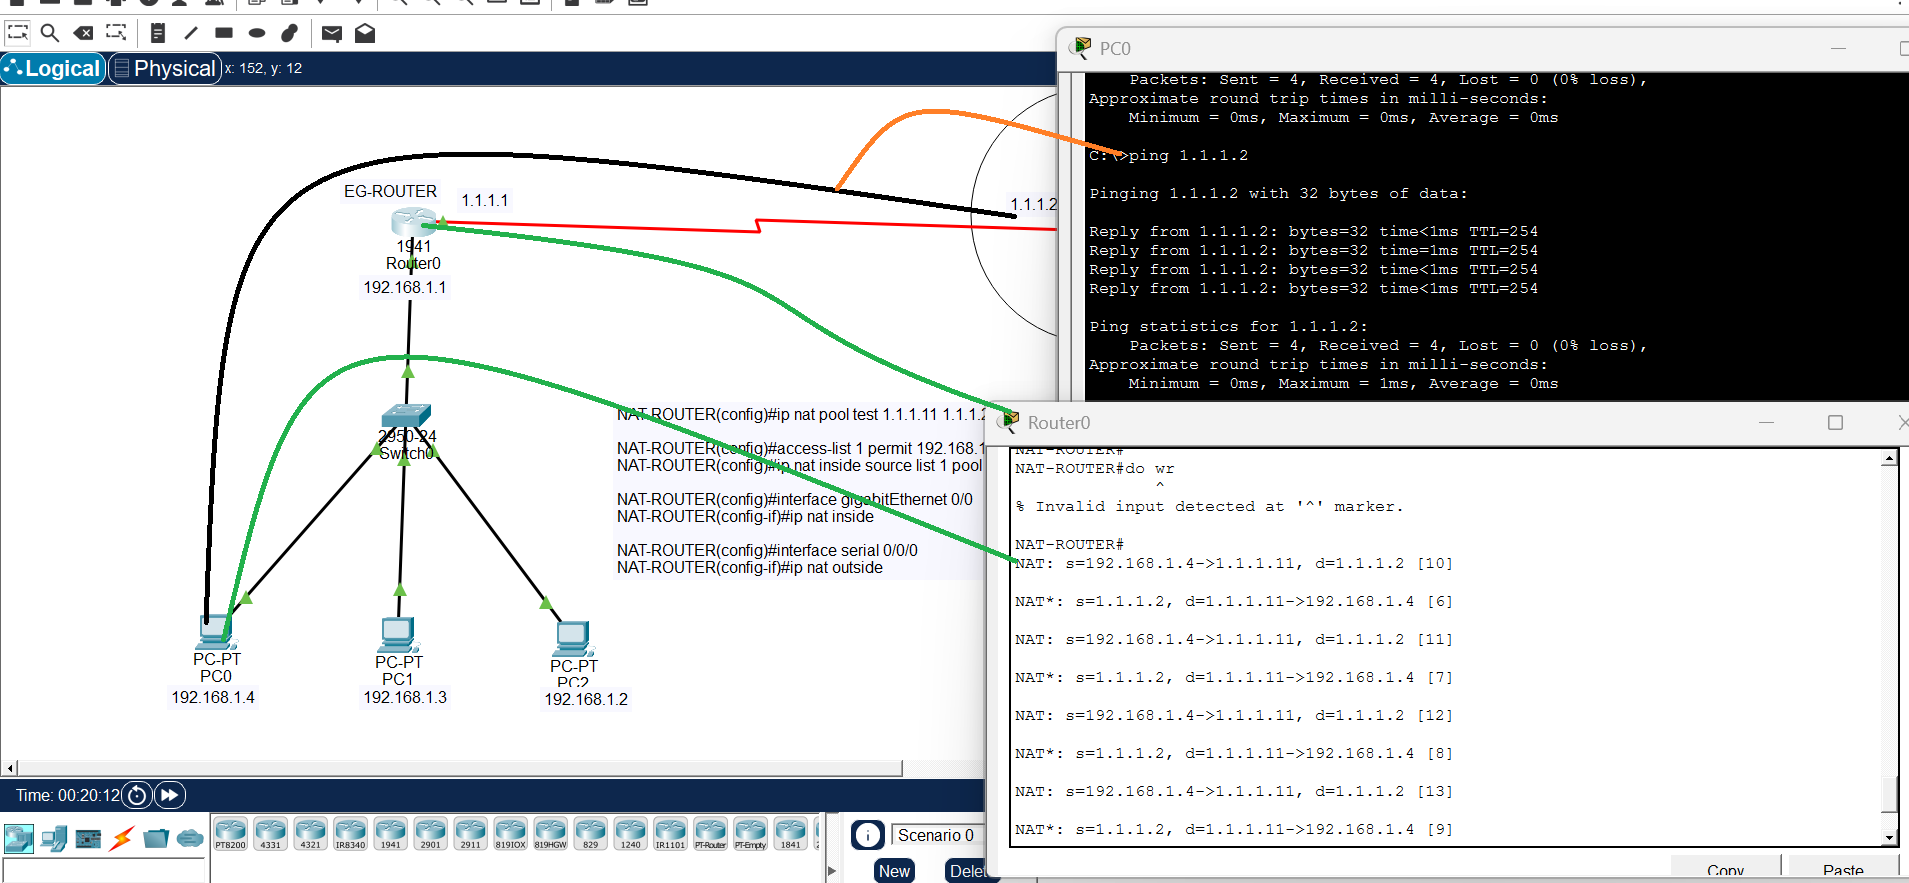 Logical
Physical
x: 152, y: 12
EG-ROUTER
1.1.1.1
1.1.1.2
1941
Router0
192.168.1.1
2950-24
Switch0
NAT-ROUTER(config)#ip nat pool test 1.1.1.11 1.1.1.2
NAT-ROUTER(config)#access-list 1 permit 192.168.1
NAT-ROUTER(config)#ip nat inside source list 1 pool
NAT-ROUTER(config)#interface gigabitEthernet 0/0
NAT-ROUTER(config-if)#ip nat inside
NAT-ROUTER(config)#interface serial 0/0/0
NAT-ROUTER(config-if)#ip nat outside
PC-PT
PC0
192.168.1.4
PC-PT
PC1
192.168.1.3
PC-PT
PC2
192.168.1.2
PC0
Packets: Sent = 4, Received = 4, Lost = 0 (0% loss),
Approximate round trip times in milli-seconds:
Minimum = 0ms, Maximum = 0ms, Average = 0ms
C:\>ping 1.1.1.2
Pinging 1.1.1.2 with 32 bytes of data:
Reply from 1.1.1.2: bytes=32 time<1ms TTL=254
Reply from 1.1.1.2: bytes=32 time=1ms TTL=254
Reply from 1.1.1.2: bytes=32 time<1ms TTL=254
Reply from 1.1.1.2: bytes=32 time<1ms TTL=254
Ping statistics for 1.1.1.2:
Packets: Sent = 4, Received = 4, Lost = 0 (0% loss),
Approximate round trip times in milli-seconds:
Minimum = 0ms, Maximum = 1ms, Average = 0ms
Router0
NAT-ROUTER#
NAT-ROUTER#do wr
^
% Invalid input detected at '^' marker.
NAT-ROUTER#
NAT: s=192.168.1.4->1.1.1.11, d=1.1.1.2 [10]
NAT*: s=1.1.1.2, d=1.1.1.11->192.168.1.4 [6]
NAT: s=192.168.1.4->1.1.1.11, d=1.1.1.2 [11]
NAT*: s=1.1.1.2, d=1.1.1.11->192.168.1.4 [7]
NAT: s=192.168.1.4->1.1.1.11, d=1.1.1.2 [12]
NAT*: s=1.1.1.2, d=1.1.1.11->192.168.1.4 [8]
NAT: s=192.168.1.4->1.1.1.11, d=1.1.1.2 [13]
NAT*: s=1.1.1.2, d=1.1.1.11->192.168.1.4 [9]
Copy
Paste
Time: 00:20:12
PT8200
4331
4321
IR8340
1941
2901
2911
819IOX
819HGW
829
1240
IR1101
PT-Router
PT-Empty
1841
Scenario 0
New
Delet